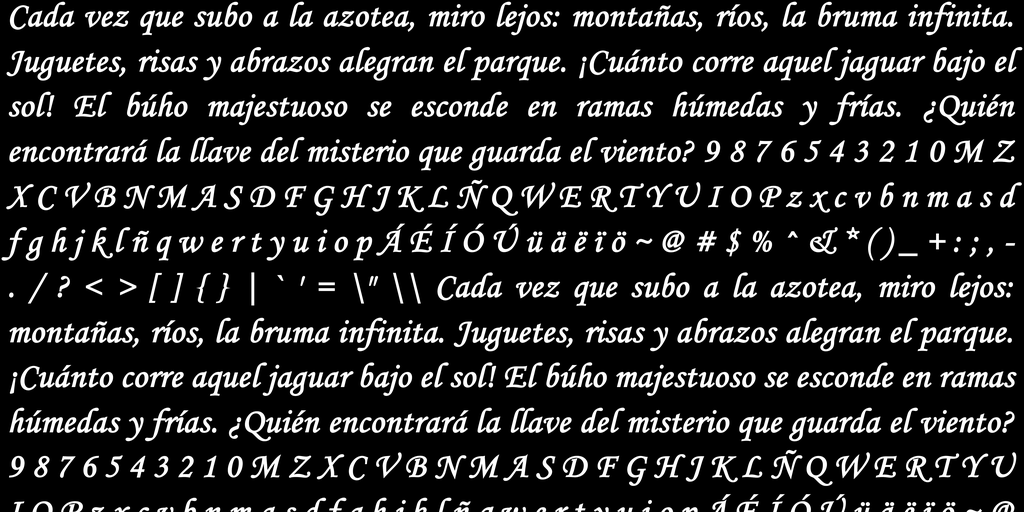 Cada vez que subo a la azotea, miro lejos: montañas, ríos, la bruma infinita.
Juguetes, risas y abrazos alegran el parque. ¡Cuánto corre aquel jaguar bajo el
sol! El búho majestuoso se esconde en ramas húmedas y frías. ¿Quién
encontrará la llave del misterio que guarda el viento? 9 8 7 6 5 4 3 2 1 0 M Z
X C V B N M A S D F G H J K L Ñ Q W E R T Y U I O P z x c v b n m a s d
f g h j k l ñ q w e r t y u i o p Á É Í Ó Ú ü ä ë ï ö ~ @ # $ % ^ & * ( ) _ + : ; , -
. / ? < > [ ] { } | ` ' = \" \\ Cada vez que subo a la azotea, miro lejos:
montañas, ríos, la bruma infinita. Juguetes, risas y abrazos alegran el parque.
¡Cuánto corre aquel jaguar bajo el sol! El búho majestuoso se esconde en ramas
húmedas y frías. ¿Quién encontrará la llave del misterio que guarda el viento?
9 8 7 6 5 4 3 2 1 0 M Z X C V B N M A S D F G H J K L Ñ Q W E R T Y U
I O P z x c v b n m a s d f g h j k l ñ q w e r t y u i o p Á É Í Ó Ú ü ä ë ï ö ~ @